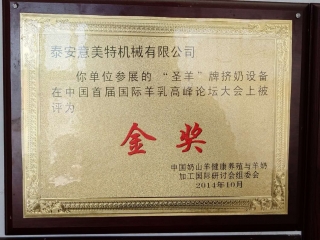 泰安意美特机械有限公司
你单位参展的“圣羊”牌挤奶设备
在中国首届国际羊乳高峰论坛大会上被
评为
金奖
中国奶山羊健康养殖与羊奶
加工国际研讨会组委会
2014年10月